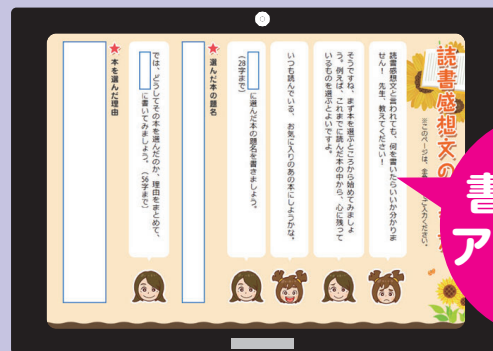 読書感想文の
※このページは、
ご入力ください。
読書感想文と言われても、何を書いたらいいか分かりま
せん！　先生、教えてください！
そうですね、まず本を選ぶところから始めてみましょ
う。例えば、これまでに読んだ本の中から、心に残って
いるものを選ぶとよいですよ。
いつも読んでいる、お気に入りのあの本にしようかな。
に選んだ本の題名を書きましょう。
（28字まで）
★選んだ本の題名
では、どうしてその本を選んだのか、理由をまとめて、
に書いてみましょう。（56字まで）
★本を選んだ理由
書
ア